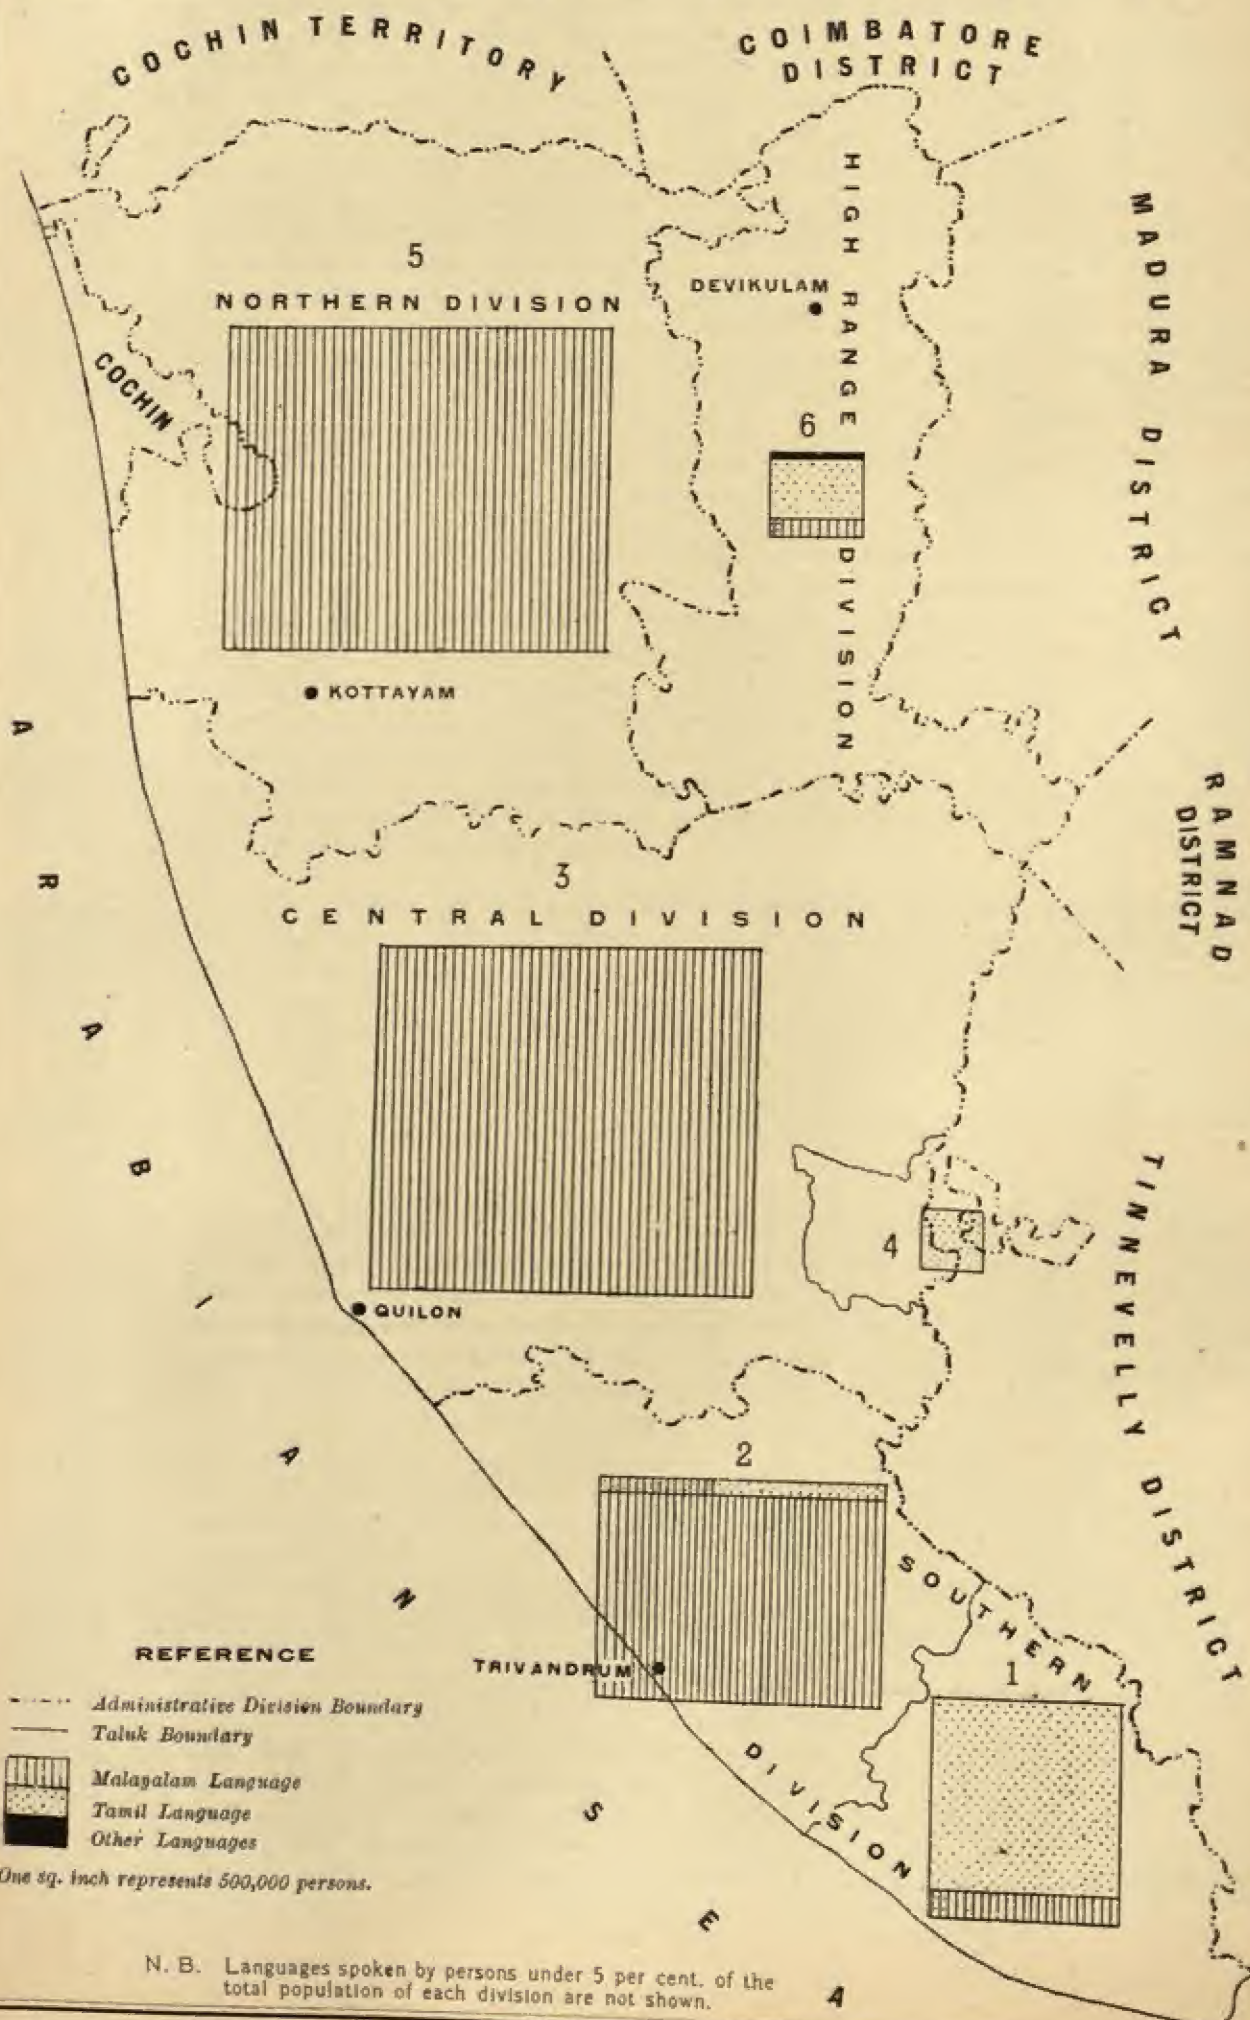 COCHIN TERRITORY
COIMBATORE
DISTRICT
HIGH RANGE DIVISION
MADURA DISTRICT
5
NORTHERN DIVISION
DEVIKULAM
COCHIN
6
KOTTAYAM
RAMNAD
DISTRICT
3
CENTRAL DIVISION
ARABIAN SEA
4
TINNEVELLY DISTRICT
QUILON
2
SOUTHERN DIVISION
TRIVANDRUM
1
REFERENCE
Administrative Division Boundary
Taluk Boundary
Malayalam Language
Tamil Language
Other Languages
One sq. inch represents 500,000 persons.
N. B. Languages spoken by persons under 5 per cent. of the
total population of each division are not shown.